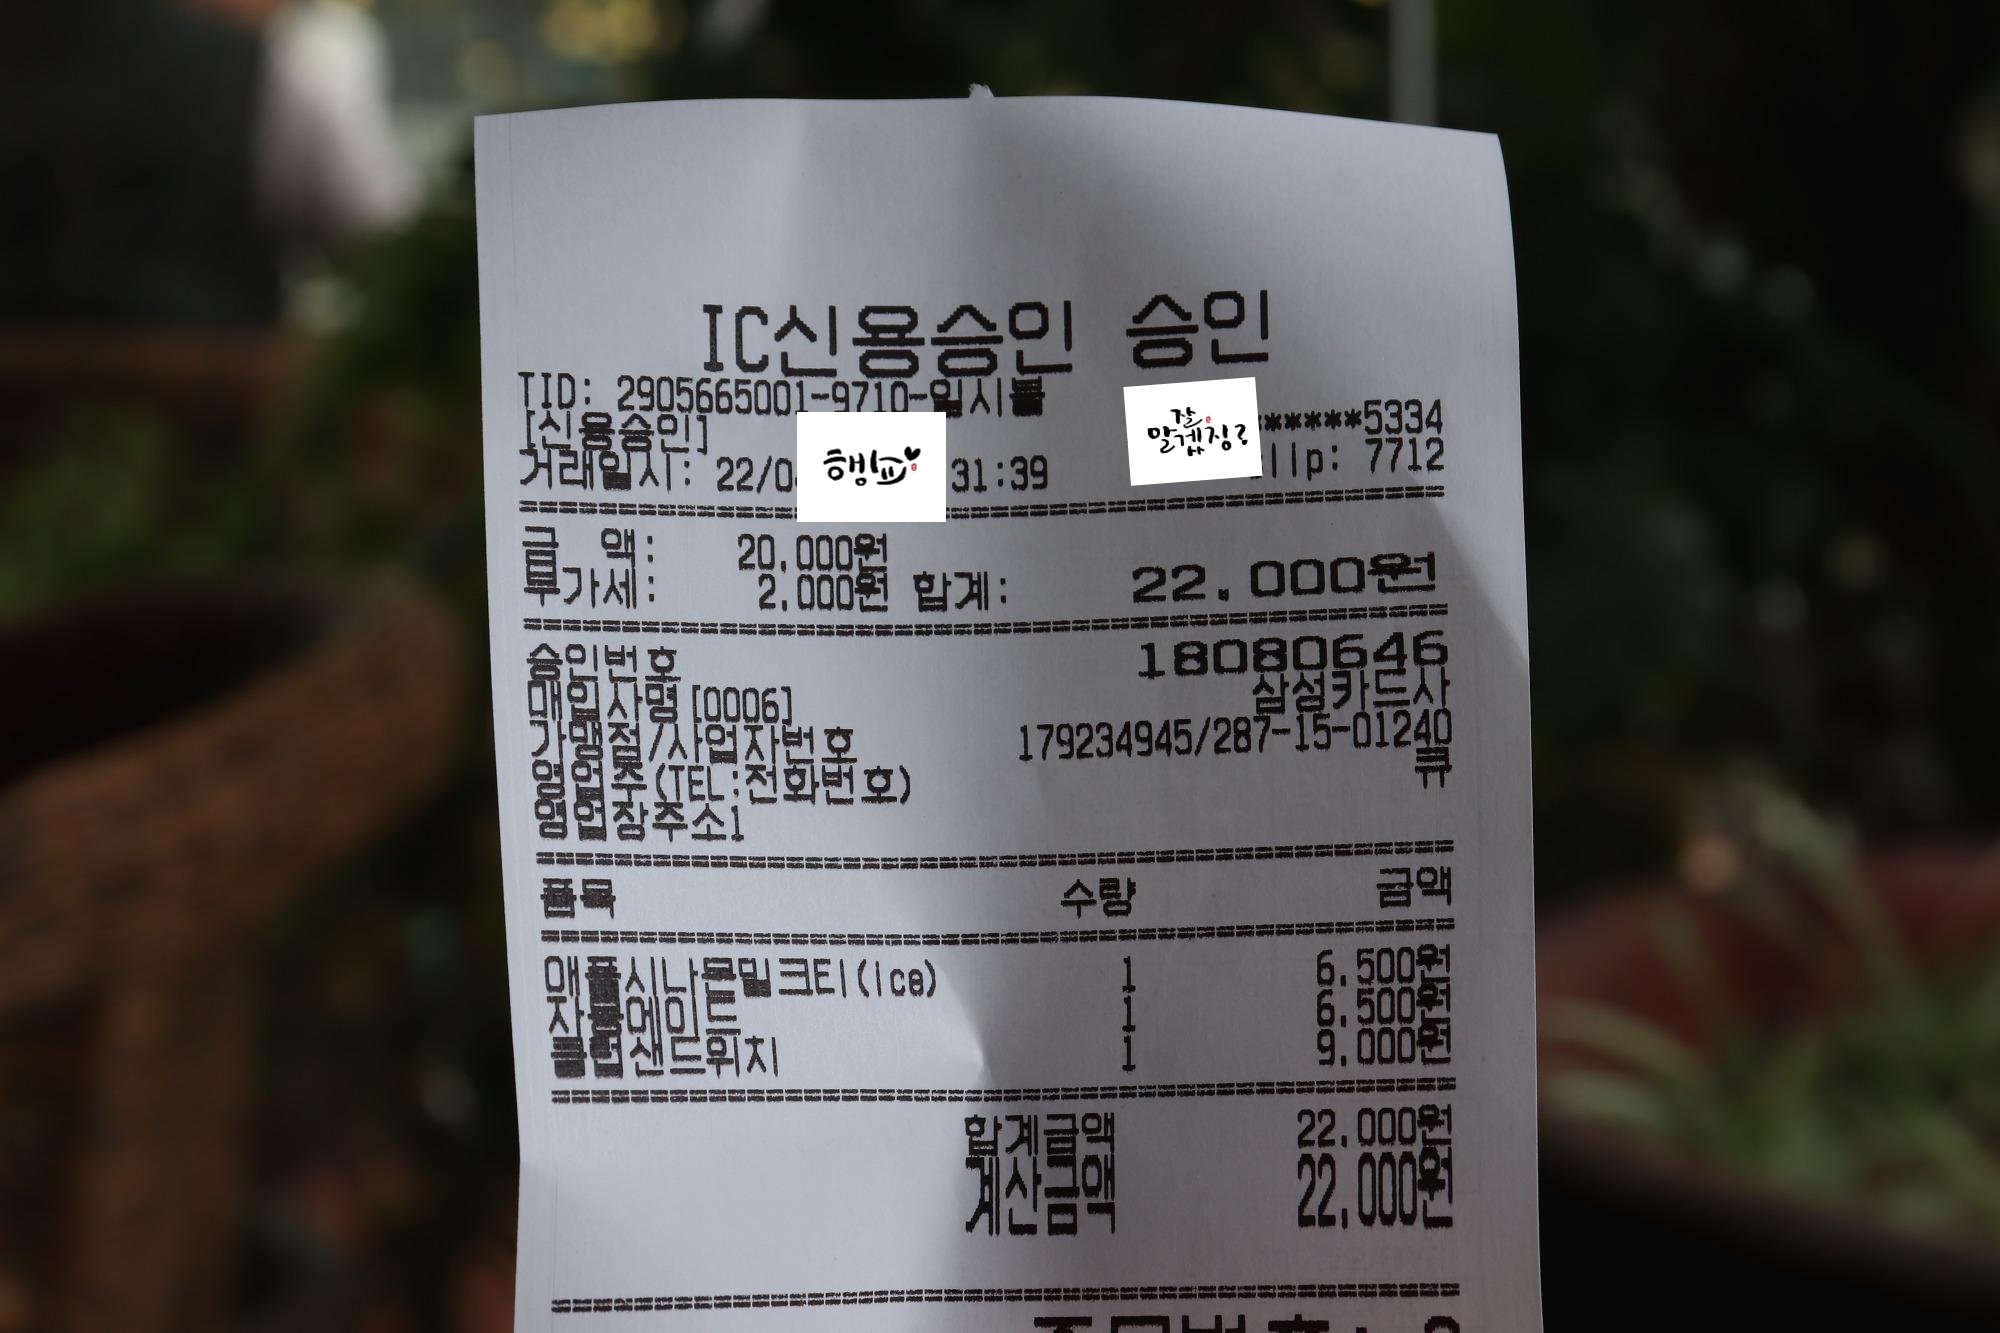 IC신용승인 승인
TID: 2905665001-9710-일시불
[신용승인] ******5334
거래일시: 22/0 31:39 llp: 7712
행쇼
잘
말겠징?
금 액: 20,000원
부가세: 2,000원 합계: 22,000원
승인번호 18080646
매입사명[0006] 삼성카드사
가맹점/사업자번호 179234945/287-15-01240
영업주(TEL:전화번호) 큐
영업장주소1
품목 수량 금액
애플시나몬밀크티(ice) 1 6,500원
자몽에이드 1 6,500원
클럽샌드위치 1 9,000원
합계금액 22,000원
계산금액 22,000원